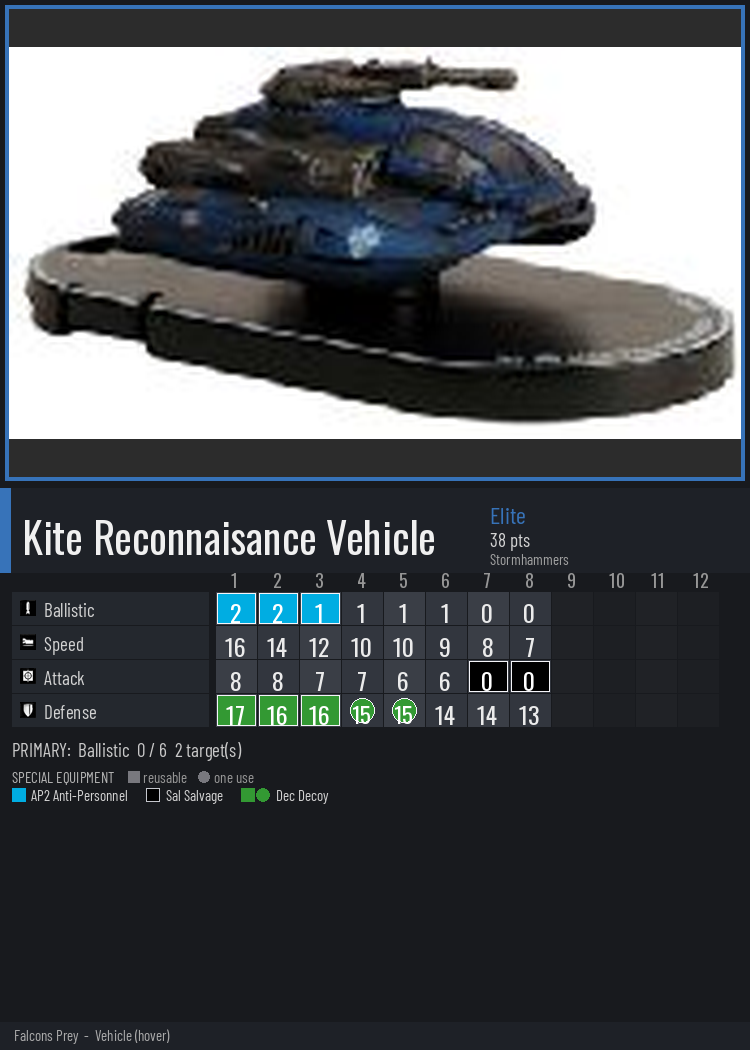 Kite Reconnaisance Vehicle
Elite
38 pts
Stormhammers
1 2 3 4 5 6 7 8 9 10 11 12
Ballistic 2 2 1 1 1 1 0 0
Speed 16 14 12 10 10 9 8 7
Attack 8 8 7 7 6 6 0 0
Defense 17 16 16 15 15 14 14 13
PRIMARY: Ballistic 0 / 6 2 target(s)
SPECIAL EQUIPMENT reusable one use
AP2 Anti-Personnel Sal Salvage Dec Decoy
Falcons Prey - Vehicle (hover)